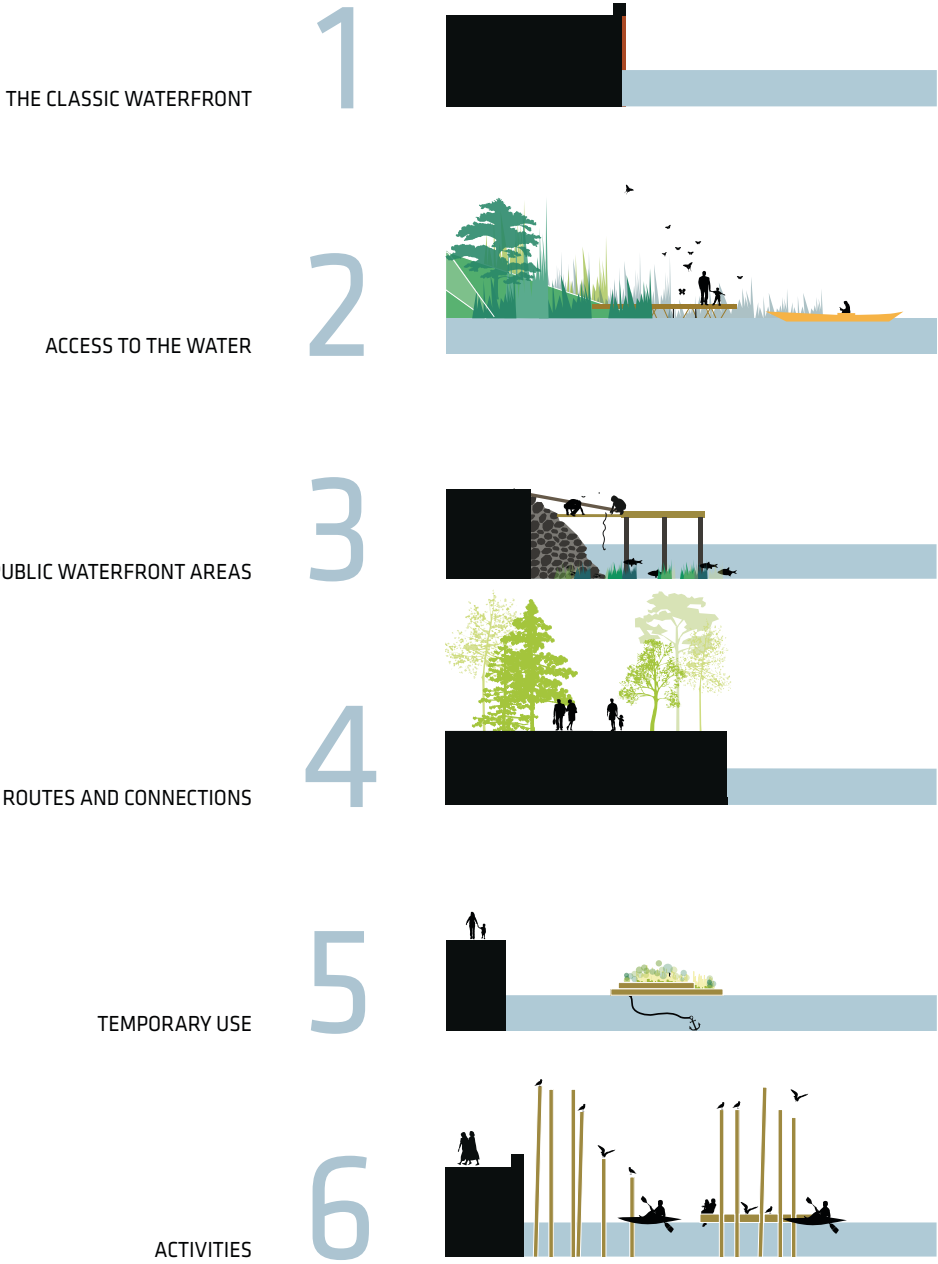 THE CLASSIC WATERFRONT 1
ACCESS TO THE WATER 2
UBLIC WATERFRONT AREAS 3
ROUTES AND CONNECTIONS 4
TEMPORARY USE 5
ACTIVITIES 6